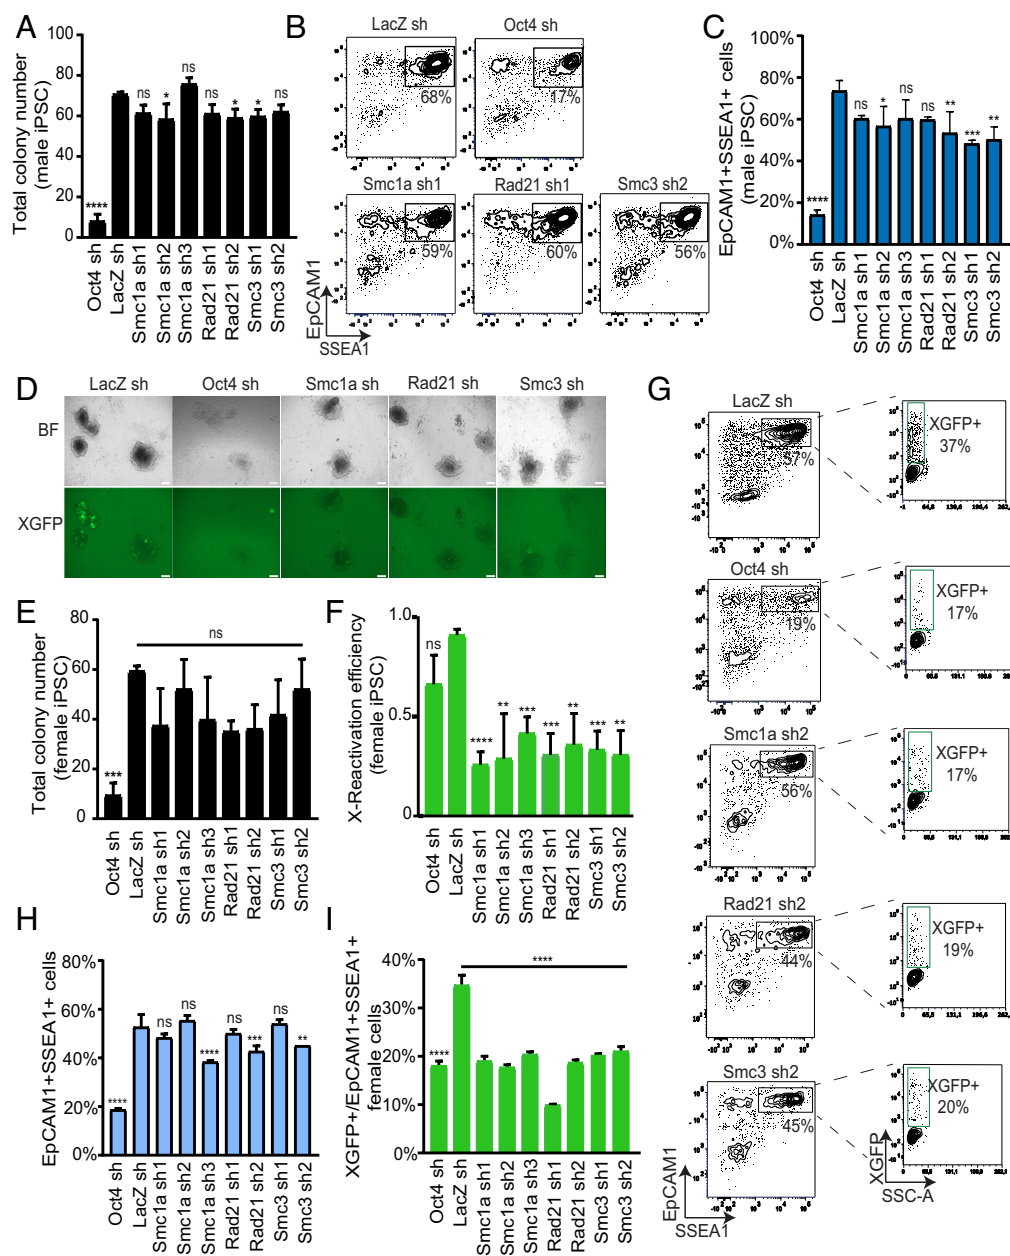 A
Total colony number
(male iPSC)
80
60
40
20
0
****
ns
*
ns
ns
*
*
ns
Oct4 sh
LacZ sh
Smc1a sh1
Smc1a sh2
Smc1a sh3
Rad21 sh1
Rad21 sh2
Smc3 sh1
Smc3 sh2
B
LacZ sh
Oct4 sh
68%
17%
Smc1a sh1
Rad21 sh1
Smc3 sh2
59%
60%
56%
EpCAM1
SSEA1
C
EpCAM1+SSEA1+ cells
(male iPSC)
100%
80%
60%
40%
20%
0%
****
ns
*
ns
ns
**
***
**
Oct4 sh
LacZ sh
Smc1a sh1
Smc1a sh2
Smc1a sh3
Rad21 sh1
Rad21 sh2
Smc3 sh1
Smc3 sh2
D
LacZ sh
Oct4 sh
Smc1a sh
Rad21 sh
Smc3 sh
BF
XGFP
E
Total colony number
(female iPSC)
80
60
40
20
0
***
ns
Oct4 sh
LacZ sh
Smc1a sh1
Smc1a sh2
Smc1a sh3
Rad21 sh1
Rad21 sh2
Smc3 sh1
Smc3 sh2
F
X-Reactivation efficiency
(female iPSC)
1.0
0.5
0
ns
****
**
***
***
**
***
**
Oct4 sh
LacZ sh
Smc1a sh1
Smc1a sh2
Smc1a sh3
Rad21 sh1
Rad21 sh2
Smc3 sh1
Smc3 sh2
G
LacZ sh
57%
XGFP+
37%
Oct4 sh
19%
XGFP+
17%
Smc1a sh2
56%
XGFP+
17%
Rad21 sh2
44%
XGFP+
19%
Smc3 sh2
45%
XGFP+
20%
EpCAM1
SSEA1
XGFP
SSC-A
H
EpCAM1+SSEA1+ cells
80%
60%
40%
20%
0%
****
ns
ns
****
ns
***
ns
**
Oct4 sh
LacZ sh
Smc1a sh1
Smc1a sh2
Smc1a sh3
Rad21 sh1
Rad21 sh2
Smc3 sh1
Smc3 sh2
I
XGFP+/EpCAM1+SSEA1+
female cells
40%
30%
20%
10%
0%
****
****
Oct4 sh
LacZ sh
Smc1a sh1
Smc1a sh2
Smc1a sh3
Rad21 sh1
Rad21 sh2
Smc3 sh1
Smc3 sh2